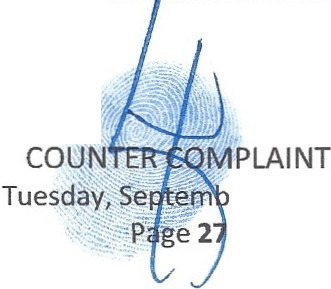 COUNTER COMPLAINT
Tuesday, Septemb
Page 27